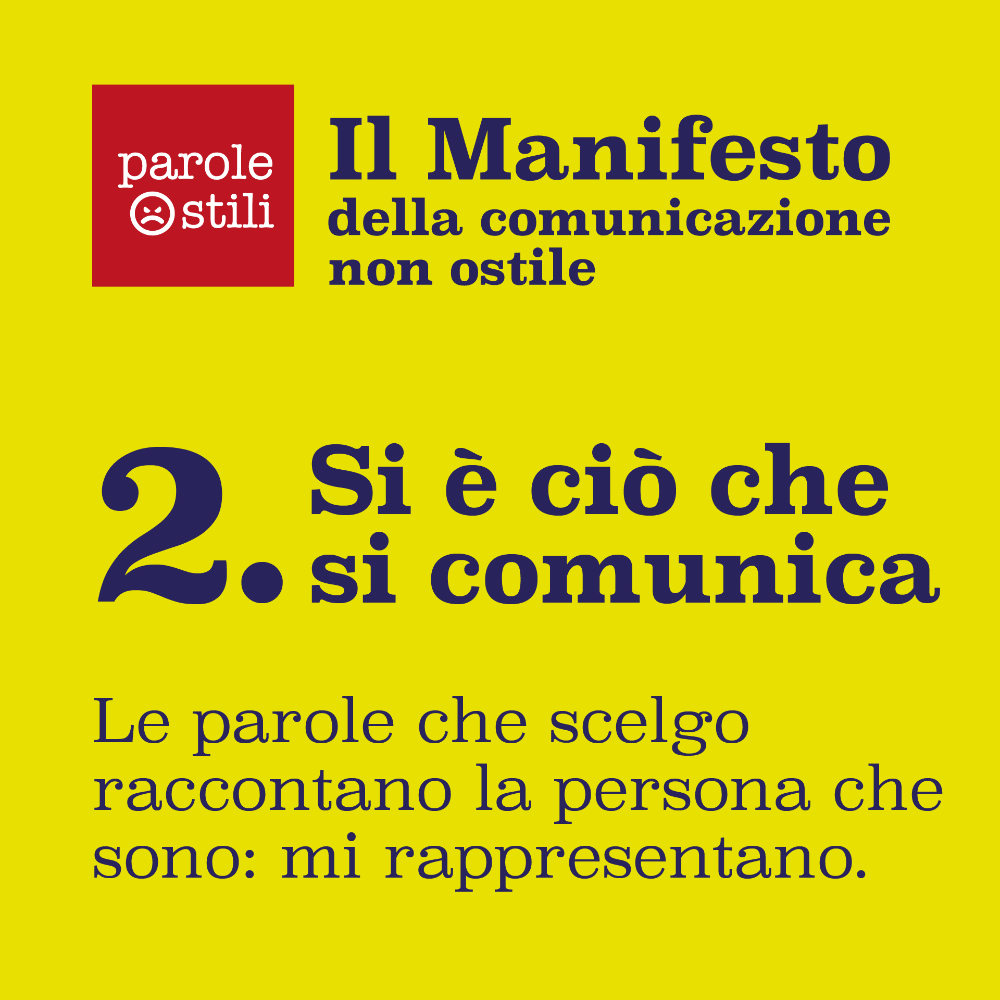 parole
Ostili
Il Manifesto
della comunicazione
non ostile
2. Si è ciò che
si comunica
Le parole che scelgo
raccontano la persona che
sono: mi rappresentano.